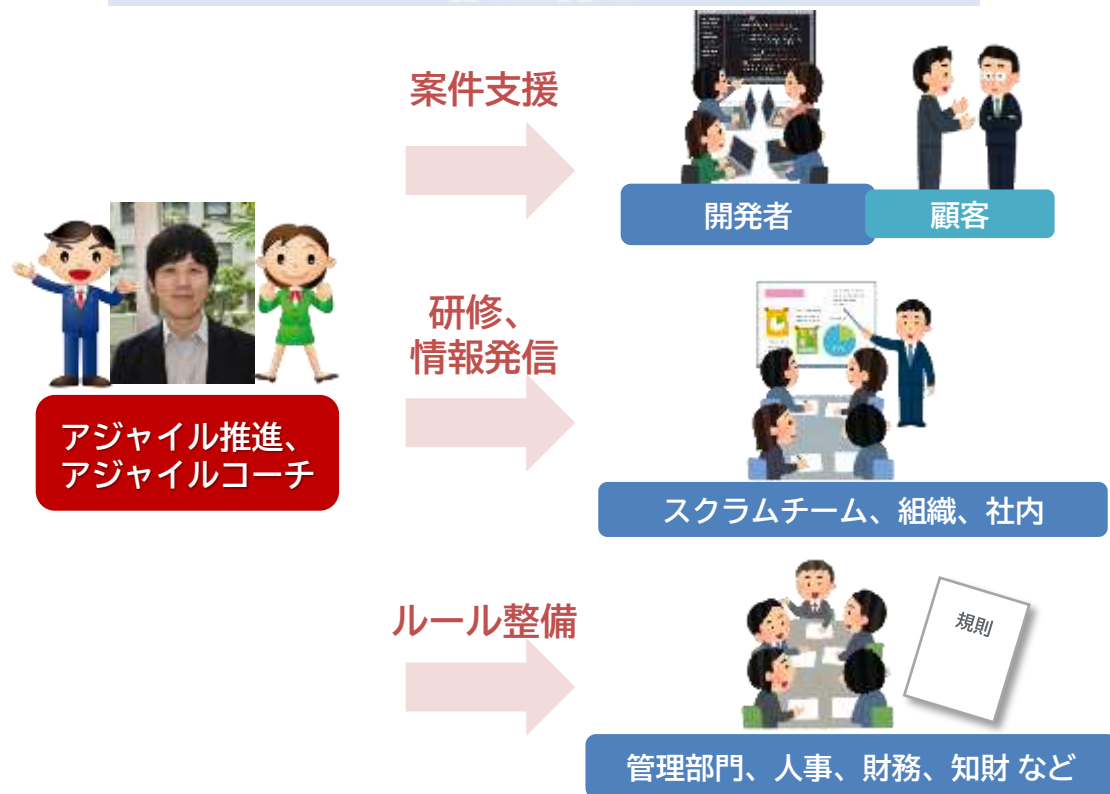 案件支援
開発者
顧客
研修、
情報発信
アジャイル推進、
アジャイルコーチ
スクラムチーム、組織、社内
ルール整備
規則
管理部門、人事、財務、知財 など